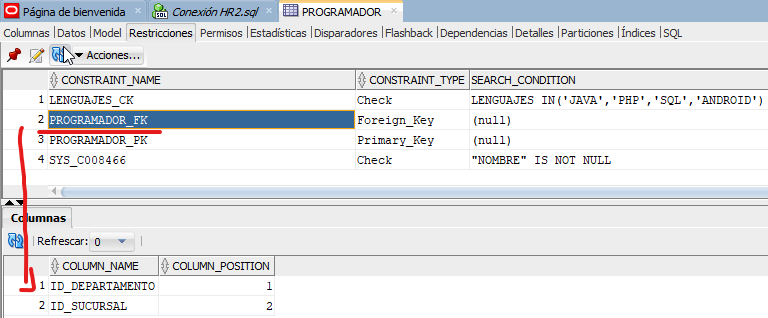 Página de bienvenida Conexión HR2.sql PROGRAMADOR
Columnas Datos Model Restricciones Permisos Estadísticas Disparadores Flashback Dependencias Detalles Particiones Índices SQL
Acciones...
CONSTRAINT_NAME CONSTRAINT_TYPE SEARCH_CONDITION
1 LENGUAJES_CK Check LENGUAJES IN('JAVA','PHP','SQL','ANDROID')
2 PROGRAMADOR_FK Foreign_Key (null)
3 PROGRAMADOR_PK Primary_Key (null)
4 SYS_C008466 Check "NOMBRE" IS NOT NULL
Columnas
Refrescar: 0
COLUMN_NAME COLUMN_POSITION
1 ID_DEPARTAMENTO 1
2 ID_SUCURSAL 2